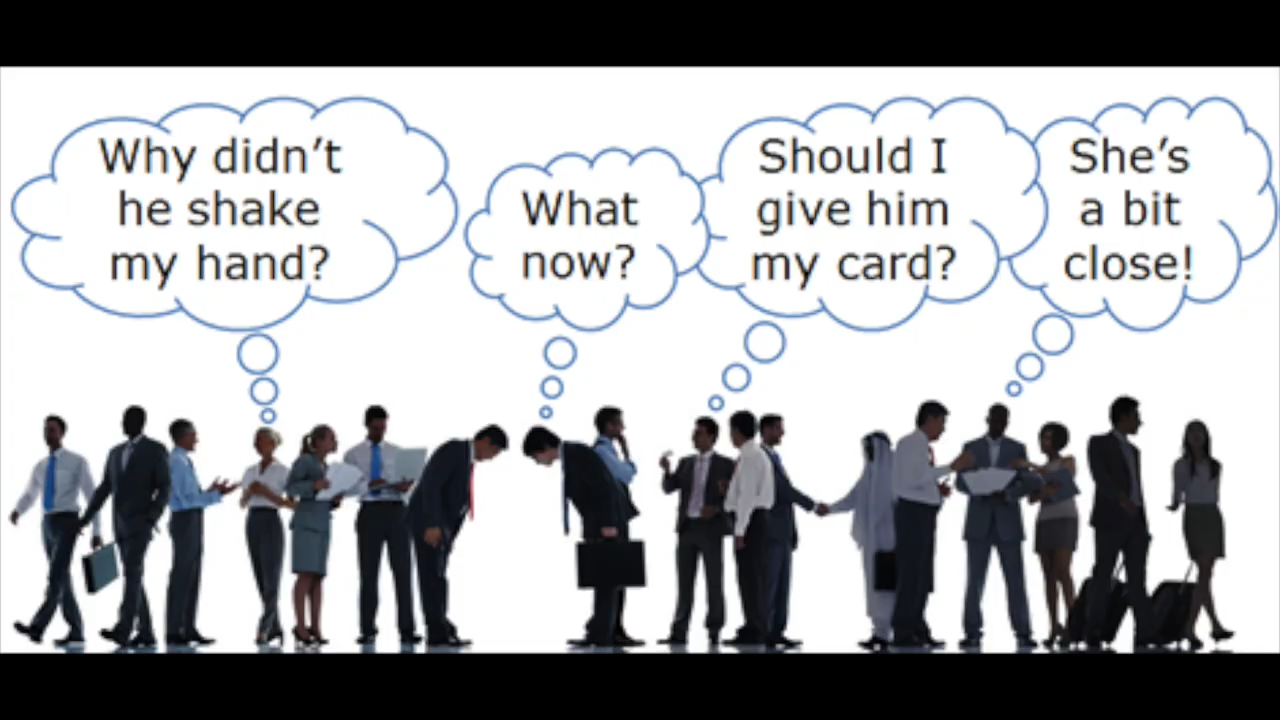 Why didn't
he shake
my hand?
What
now?
Should I
give him
my card?
She's
a bit
close!